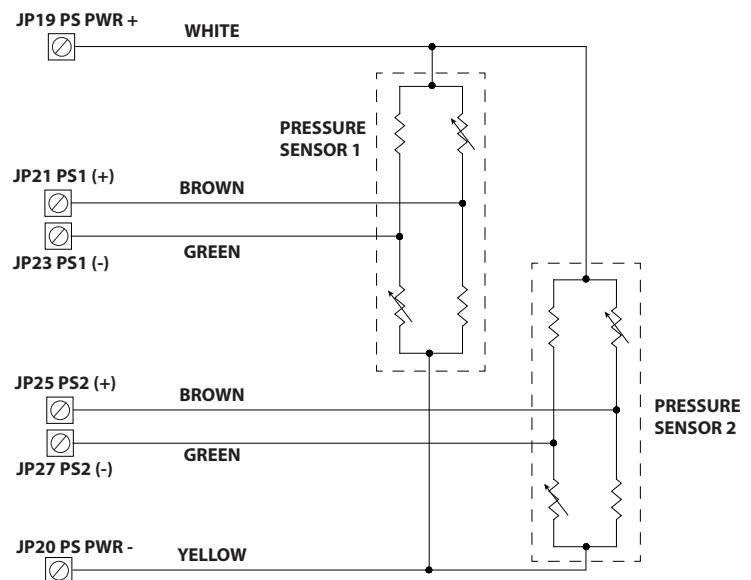 JP19 PS PWR +
WHITE
PRESSURE
SENSOR 1
JP21 PS1 (+)
BROWN
GREEN
JP23 PS1 (-)
JP25 PS2 (+)
BROWN
PRESSURE
SENSOR 2
GREEN
JP27 PS2 (-)
JP20 PS PWR -
YELLOW